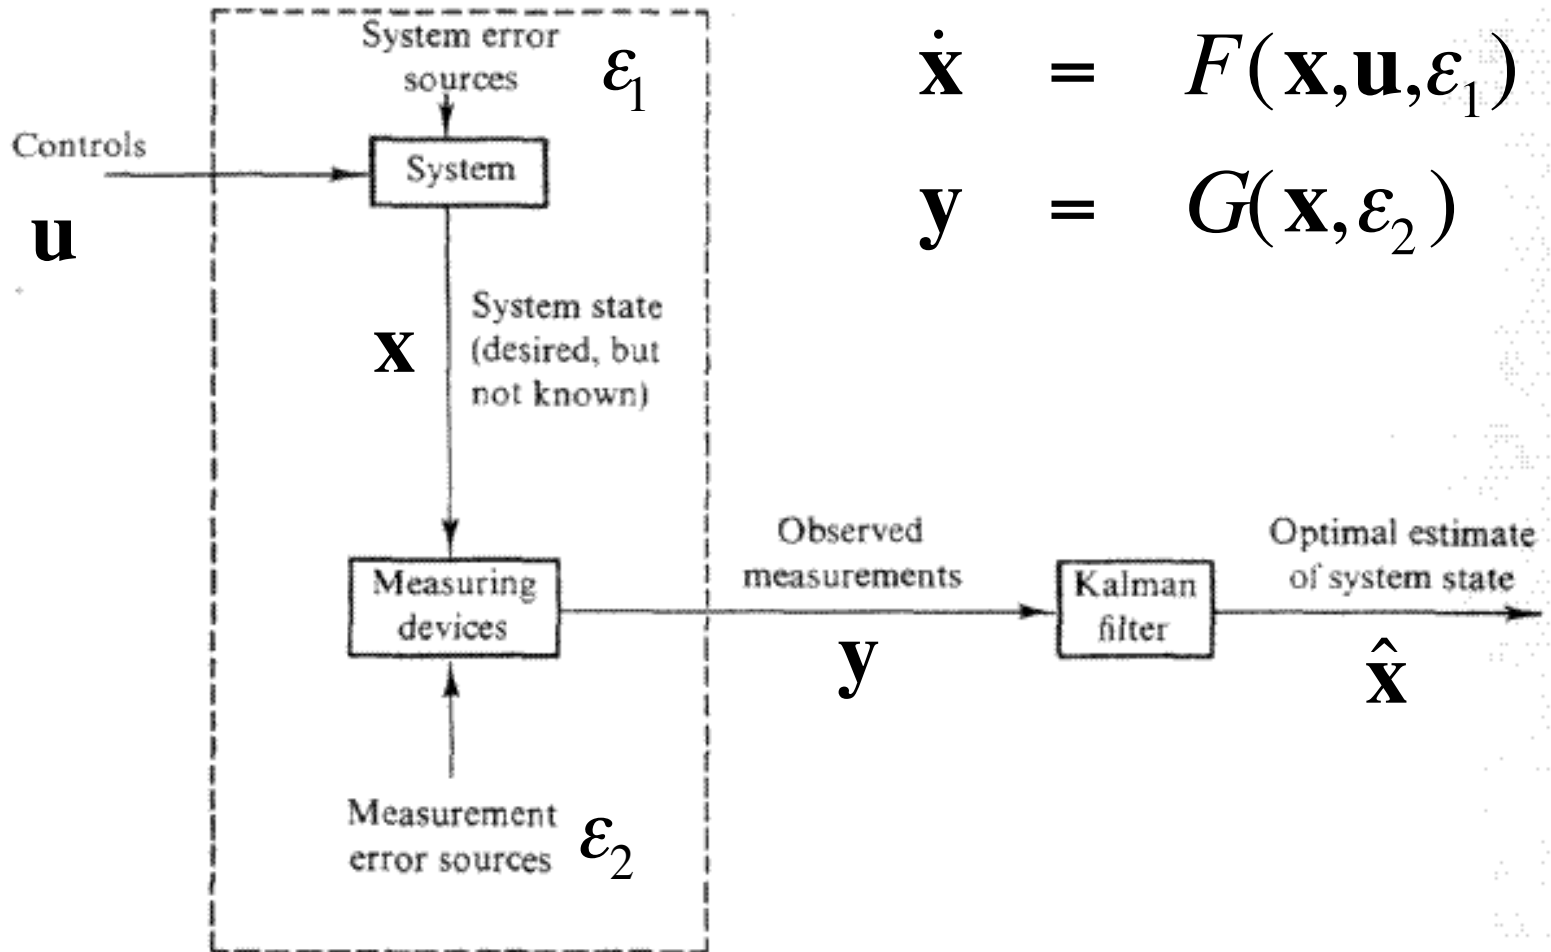 System error
sources
ε₁
ẋ = F(x,u,ε₁)
Controls
System
y = G(x,ε₂)
u
System state
(desired, but
not known)
x
Observed
measurements
Optimal estimate
of system state
Measuring
devices
Kalman
filter
y
x̂
Measurement
error sources
ε₂